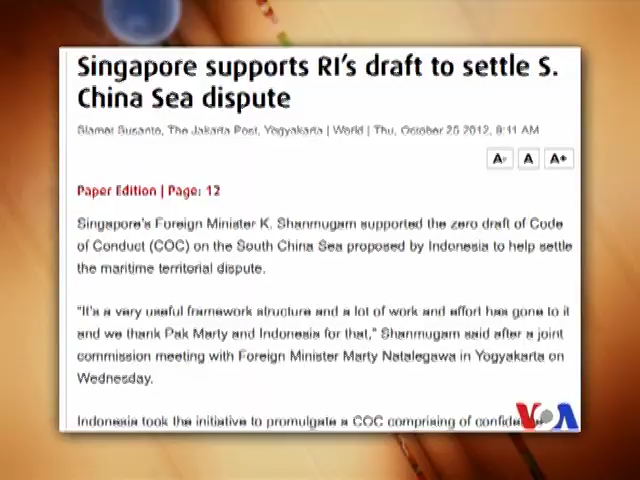 Singapore supports RI's draft to settle S.
China Sea dispute
Slamet Susanto, The Jakarta Post, Yogyakarta | World | Thu, October 25 2012, 9:11 AM
A- A A+
Paper Edition | Page: 12
Singapore's Foreign Minister K. Shanmugam supported the zero draft of Code
of Conduct (COC) on the South China Sea proposed by Indonesia to help settle
the maritime territorial dispute.
"It's a very useful framework structure and a lot of work and effort has gone to it
and we thank Pak Marty and Indonesia for that," Shanmugam said after a joint
commission meeting with Foreign Minister Marty Natalegawa in Yogyakarta on
Wednesday.
Indonesia took the initiative to promulgate a COC comprising of
VOA